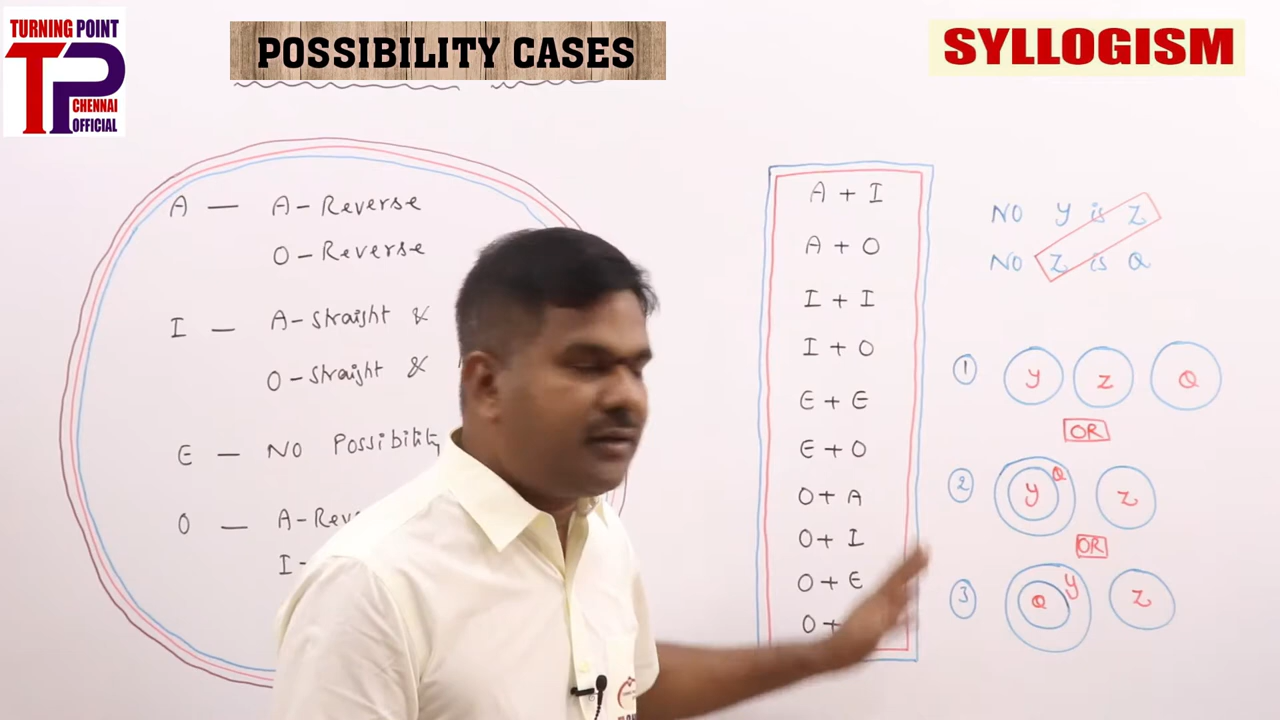 TURNING POINT
TP
CHENNAI
OFFICIAL
POSSIBILITY CASES
SYLLOGISM
A — A-Reverse
O-Reverse
I — A-Straight &
O-Straight &
E — NO Possibility
O — A-Rev
I-
A + I
A + O
I + I
I + O
E + E
E + O
O + A
O + I
O + E
O +
NO Y is Z
NO Z is Q
1 Y Z Q
OR
2 Y Q Z
OR
3 Q Y Z